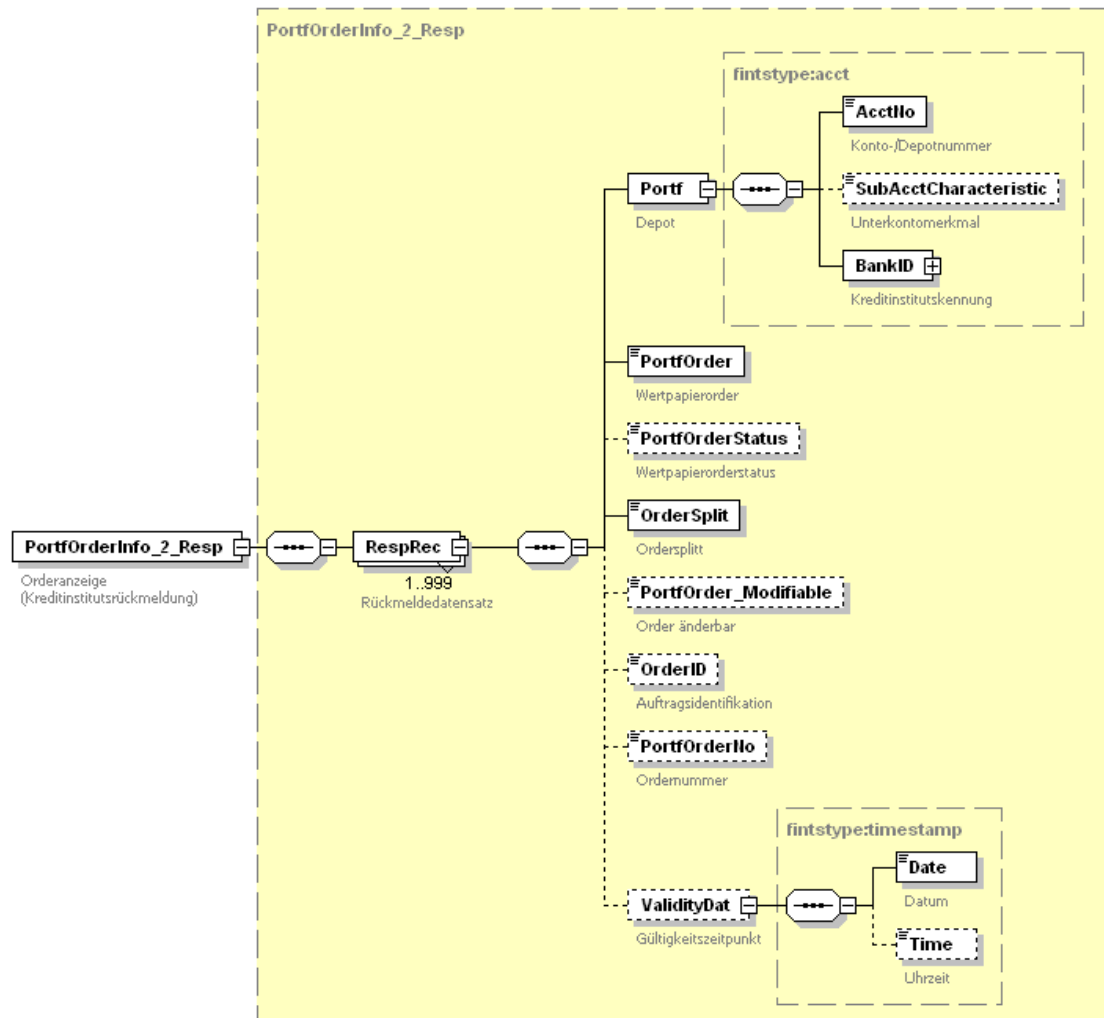 PortfOrderInfo_2_Resp
fintstype:acct
AcctNo
Konto-/Depotnummer
Portf
Depot
SubAcctCharacteristic
Unterkontomerkmal
BankID
Kreditinstitutskennung
PortfOrder
Wertpapierorder
PortfOrderStatus
Wertpapierorderstatus
PortfOrderInfo_2_Resp
Orderanzeige
(Kreditinstitutsrückmeldung)
RespRec
1..999
Rückmeldedatensatz
OrderSplit
Ordersplitt
PortfOrder_Modifiable
Order änderbar
OrderID
Auftragsidentifikation
PortfOrderNo
Ordernummer
fintstype:timestamp
Date
Datum
ValidityDat
Gültigkeitszeitpunkt
Time
Uhrzeit